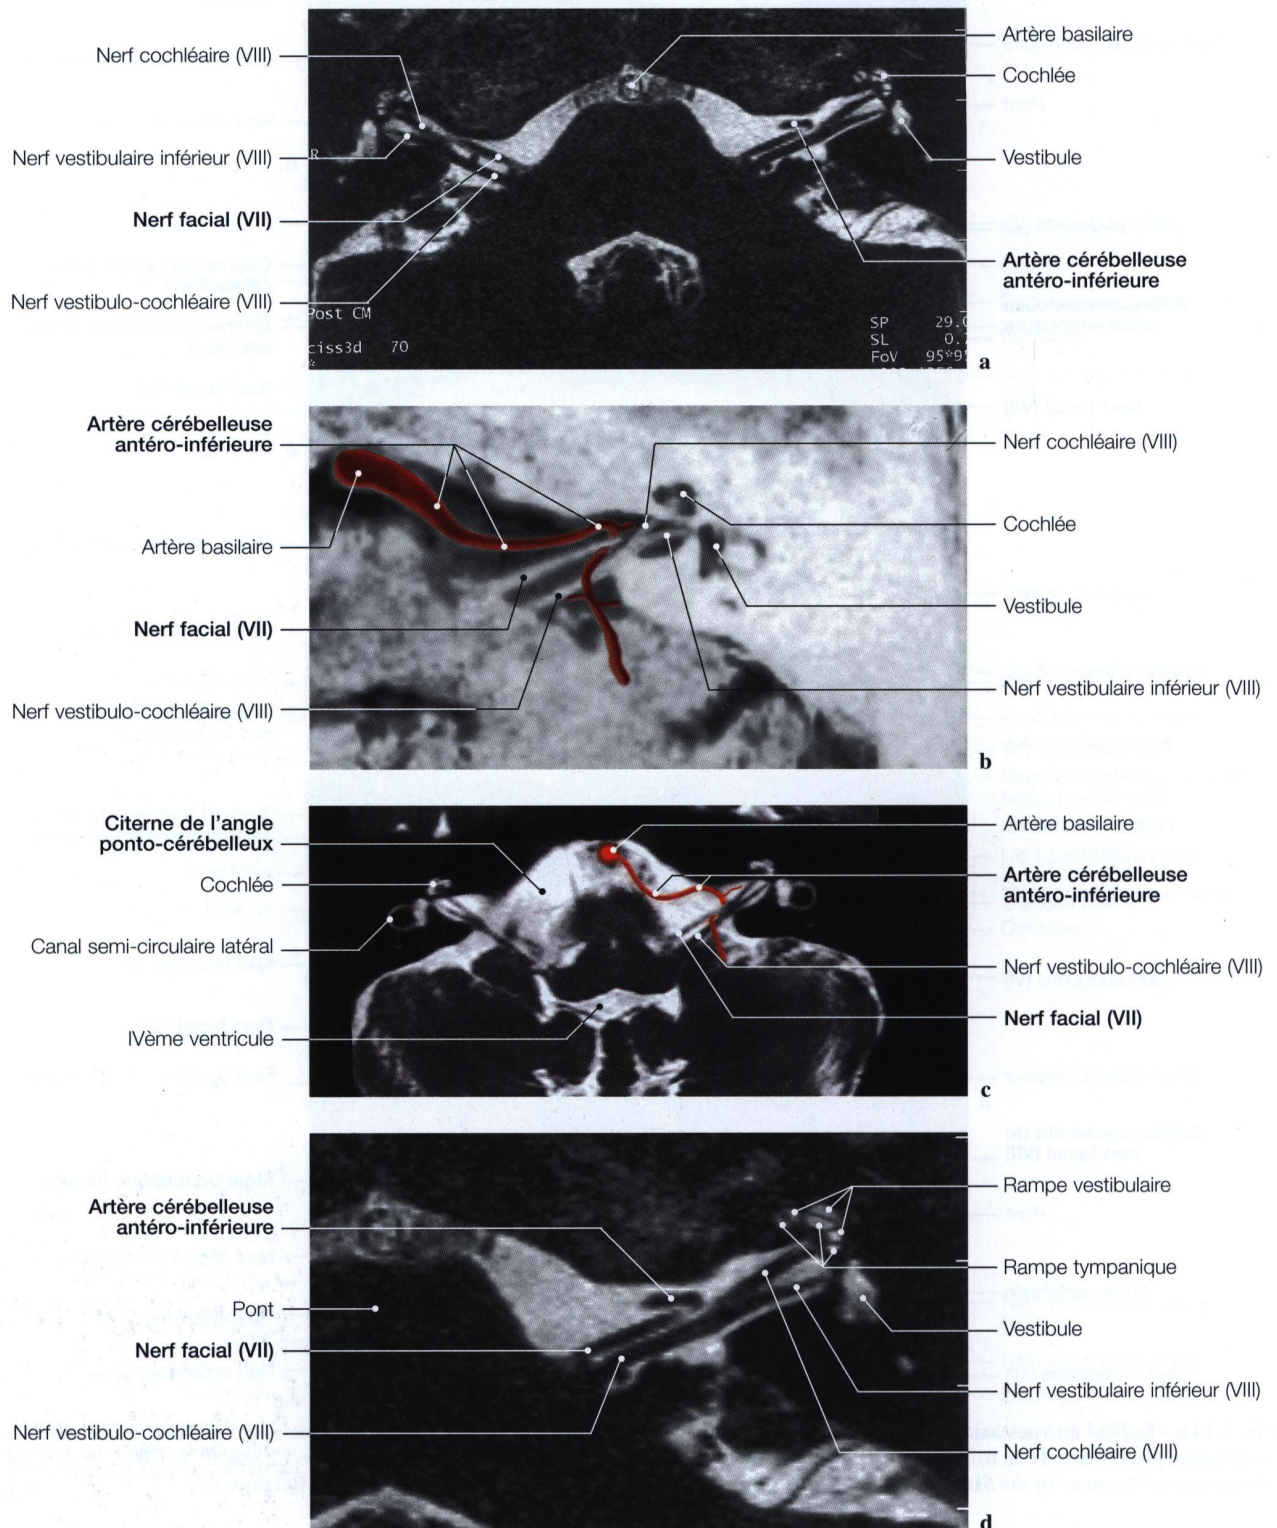 Nerf cochléaire (VIII)
Nerf vestibulaire inférieur (VIII)
Nerf facial (VII)
Nerf vestibulo-cochléaire (VIII)
Artère basilaire
Cochlée
Vestibule
Artère cérébelleuse
antéro-inférieure
R
Post CM
ciss3d 70
*
SP 29.0
SL 0.
FoV 95*95
a
Artère cérébelleuse
antéro-inférieure
Artère basilaire
Nerf facial (VII)
Nerf vestibulo-cochléaire (VIII)
Nerf cochléaire (VIII)
Cochlée
Vestibule
Nerf vestibulaire inférieur (VIII)
b
Citerne de l'angle
ponto-cérébelleux
Cochlée
Canal semi-circulaire latéral
IVème ventricule
Artère basilaire
Artère cérébelleuse
antéro-inférieure
Nerf vestibulo-cochléaire (VIII)
Nerf facial (VII)
c
Artère cérébelleuse
antéro-inférieure
Pont
Nerf facial (VII)
Nerf vestibulo-cochléaire (VIII)
Rampe vestibulaire
Rampe tympanique
Vestibule
Nerf vestibulaire inférieur (VIII)
Nerf cochléaire (VIII)
d